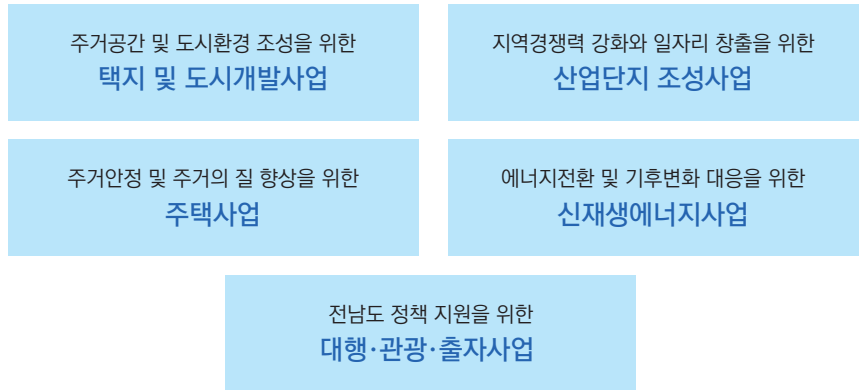 주거공간 및 도시환경 조성을 위한
택지 및 도시개발사업
지역경쟁력 강화와 일자리 창출을 위한
산업단지 조성사업
주거안정 및 주거의 질 향상을 위한
주택사업
에너지전환 및 기후변화 대응을 위한
신재생에너지사업
전남도 정책 지원을 위한
대행·관광·출자사업